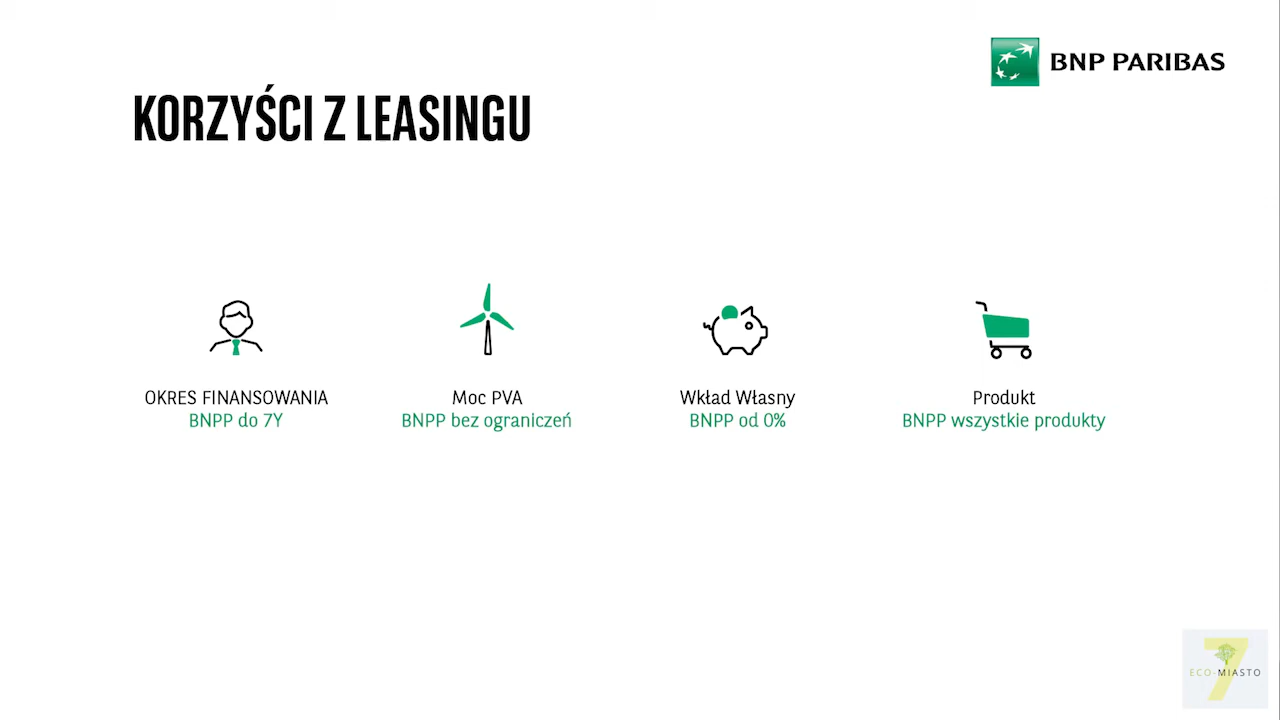 BNP PARIBAS
KORZYŚCI Z LEASINGU
OKRES FINANSOWANIA
BNPP do 7Y
Moc PVA
BNPP bez ograniczeń
Wkład Własny
BNPP od 0%
Produkt
BNPP wszystkie produkty
7
ECO-MIASTO